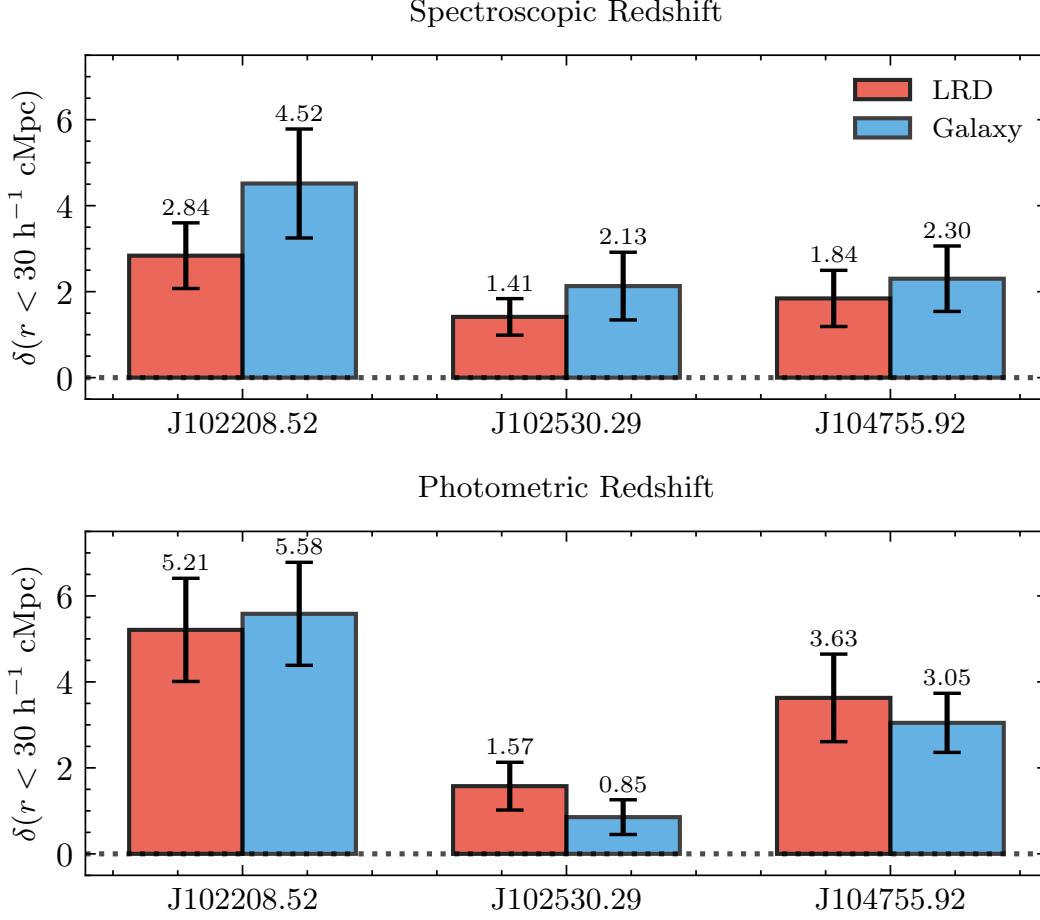 Spectroscopic Redshift
δ(r < 30 h⁻¹ cMpc)
6
4
2
0
2.84
4.52
1.41
2.13
1.84
2.30
LRD
Galaxy
J102208.52 J102530.29 J104755.92
Photometric Redshift
δ(r < 30 h⁻¹ cMpc)
6
4
2
0
5.21
5.58
1.57
0.85
3.63
3.05
J102208.52 J102530.29 J104755.92